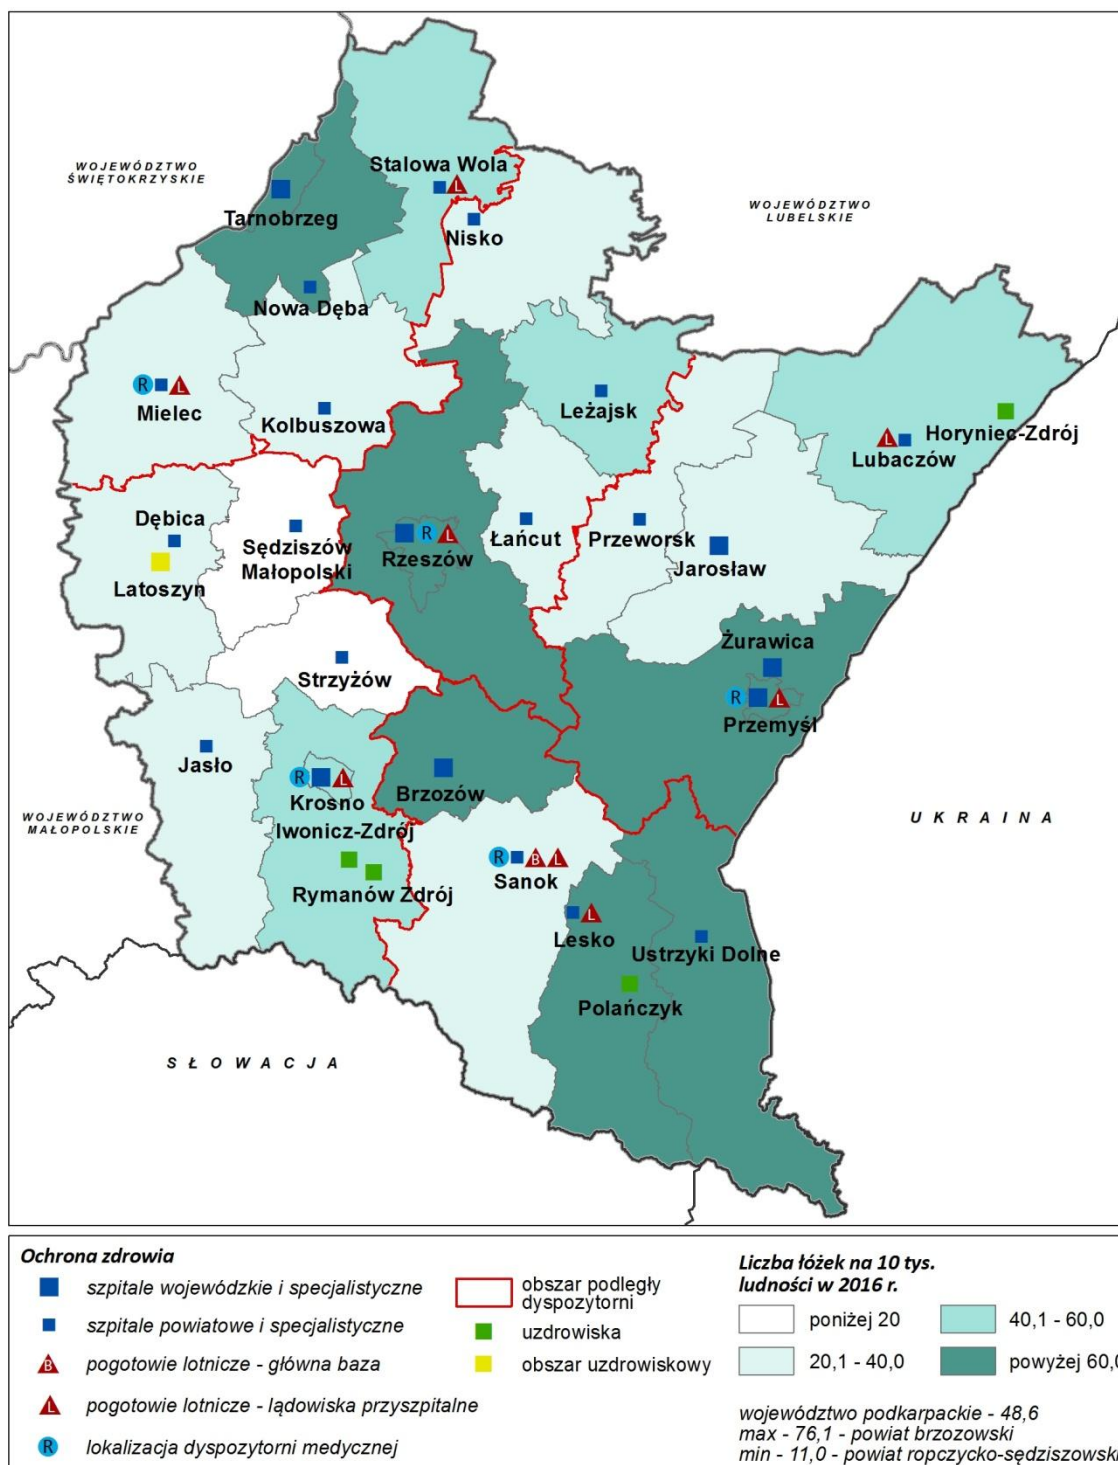 WOJEWÓDZTWO
ŚWIĘTOKRZYSKIE
WOJEWÓDZTWO
LUBELSKIE
Stalowa Wola
L
Tarnobrzeg
Nisko
Nowa Dęba
R
L
Mielec
Kolbuszowa
Leżajsk
Horyniec-Zdrój
L
Lubaczów
Dębica
Latoszyn
Sędziszów
Małopolski
R
L
Rzeszów
Łańcut
Przeworsk
Jarosław
Żurawica
R
L
Przemyśl
Strzyżów
Jasło
R
L
Krosno
Brzozów
WOJEWÓDZTWO
MAŁOPOLSKIE
UKRAINA
Iwonicz-Zdrój
Rymanów Zdrój
R
B
L
Sanok
L
Lesko
Ustrzyki Dolne
Polańczyk
SŁOWACJA
Ochrona zdrowia
szpitale wojewódzkie i specjalistyczne
szpitale powiatowe i specjalistyczne
B
pogotowie lotnicze - główna baza
L
pogotowie lotnicze - lądowiska przyszpitalne
R
lokalizacja dyspozytorni medycznej
obszar podległy
dyspozytorni
uzdrowiska
obszar uzdrowiskowy
Liczba łóżek na 10 tys.
ludności w 2016 r.
poniżej 20
40,1 - 60,0
20,1 - 40,0
powyżej 60,0
województwo podkarpackie - 48,6
max - 76,1 - powiat brzozowski
min - 11,0 - powiat ropczycko-sędziszowski